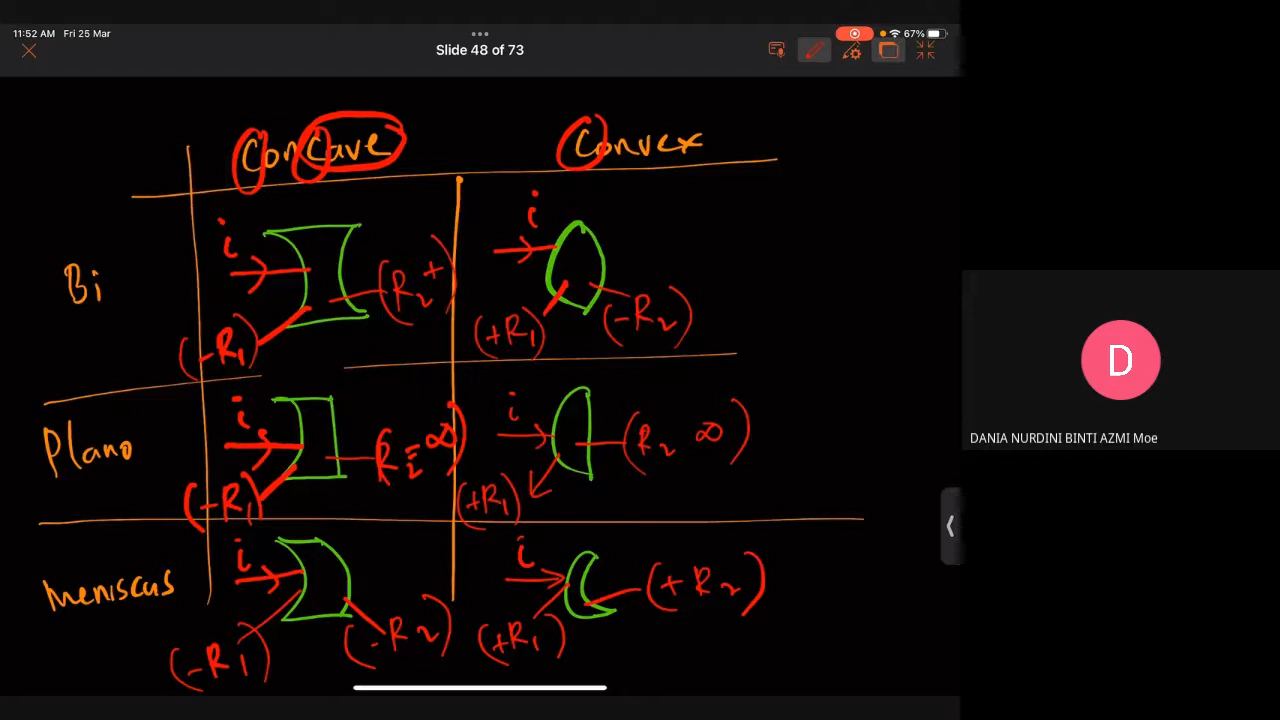 11:52 AM Fri 25 Mar
67%
Slide 48 of 73
Concave Convex
Bi
i
(-R1)
(R2+)
i
(+R1)
(-R2)
Plano
i
(-R1)
(R2=∞)
i
(+R1)
(R2 ∞)
meniscus
i
(-R1)
(-R2)
i
(+R1)
(+R2)
D
DANIA NURDINI BINTI AZMI Moe